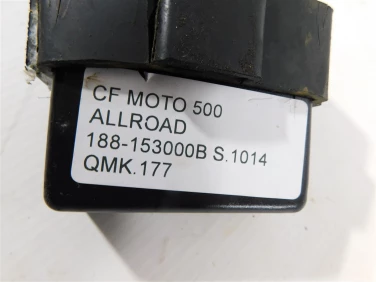 CF MOTO 500
ALLROAD
188-153000B S.1014
QMK.177